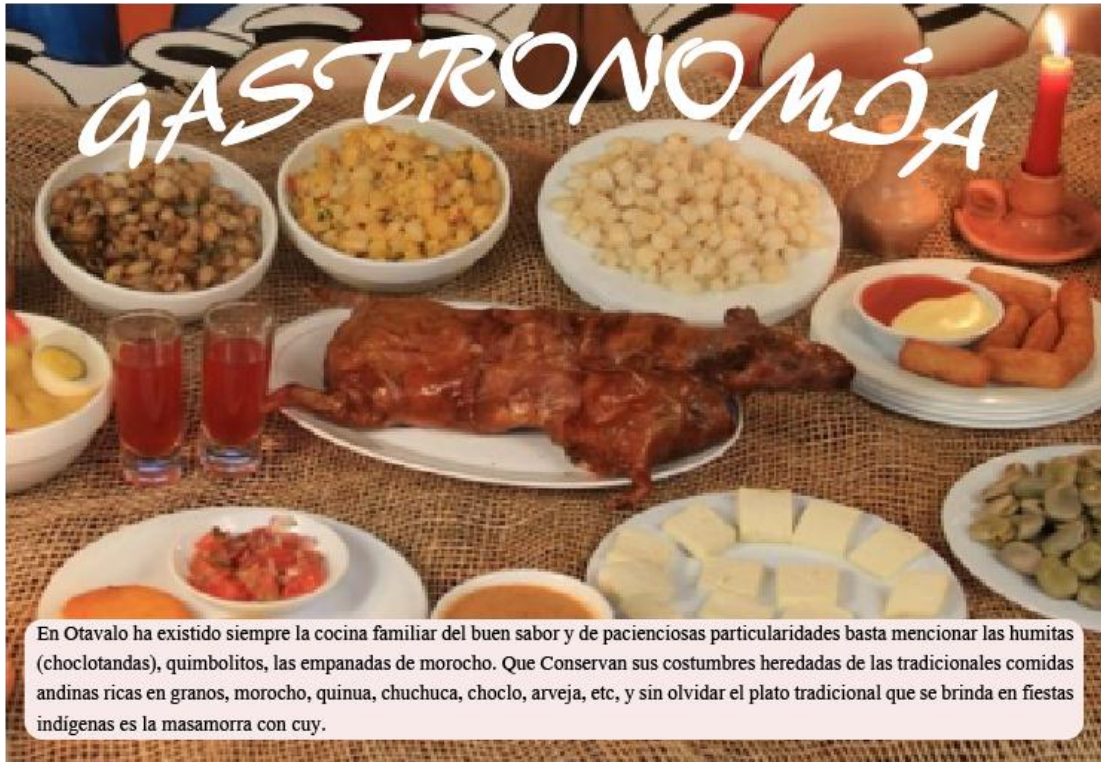 GASTRONOMÍA
En Otavalo ha existido siempre la cocina familiar del buen sabor y de pacienciosas particularidades basta mencionar las humitas
(choclotandas), quimbolitos, las empanadas de morocho. Que Conservan sus costumbres heredadas de las tradicionales comidas
andinas ricas en granos, morocho, quinua, chuchuca, choclo, arveja, etc, y sin olvidar el plato tradicional que se brinda en fiestas
indígenas es la masamorra con cuy.